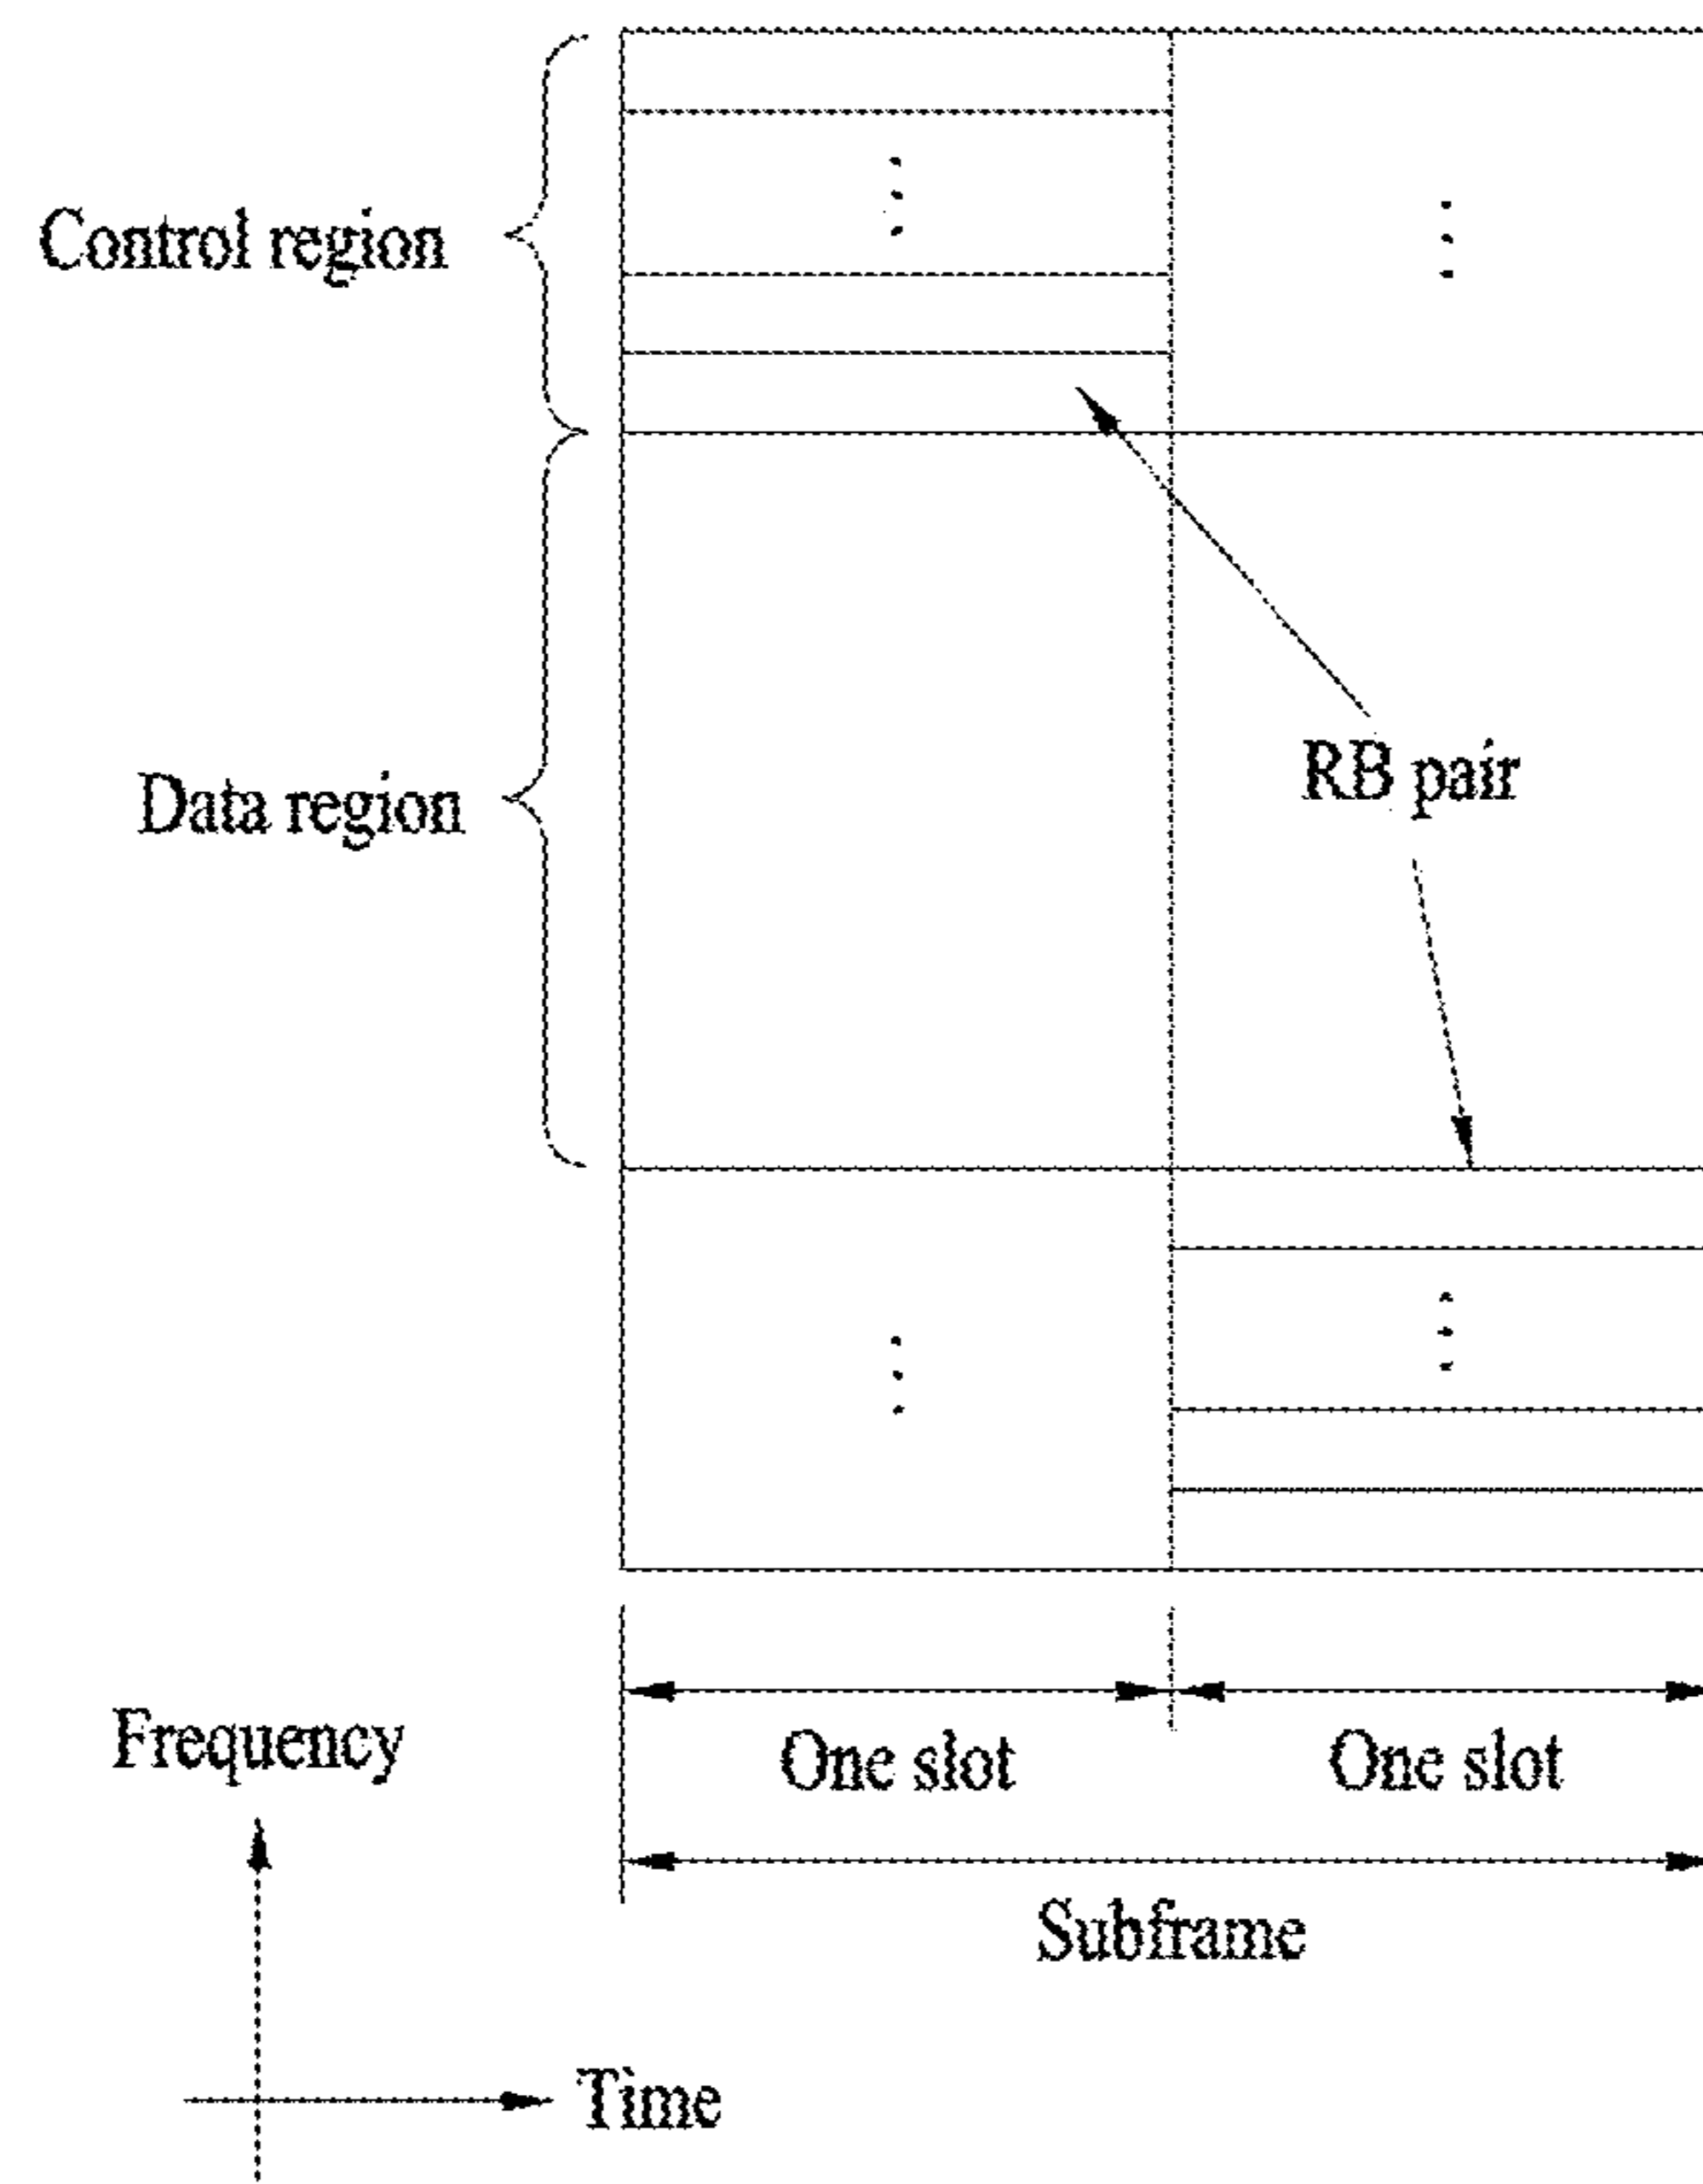 Control region
RB pair
Data region
One slot
One slot
Frequency
Subframe
Time